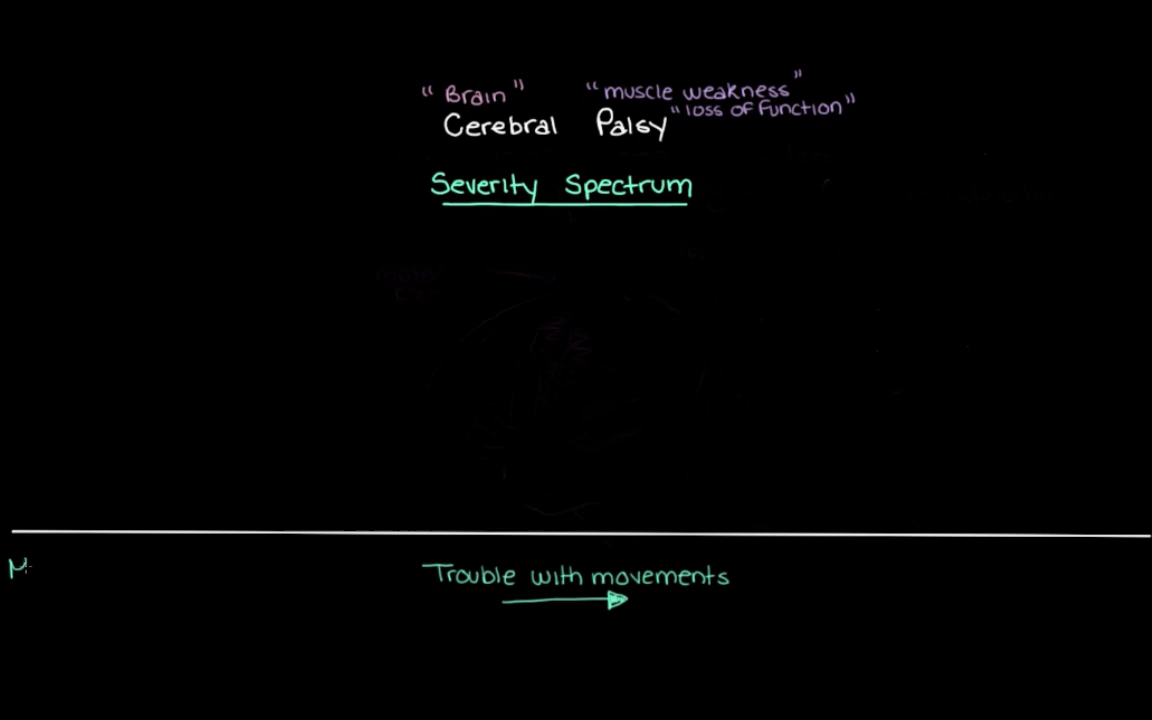 "Brain" "muscle weakness"
"loss of function"
Cerebral Palsy
Severity Spectrum
M
Trouble with movements